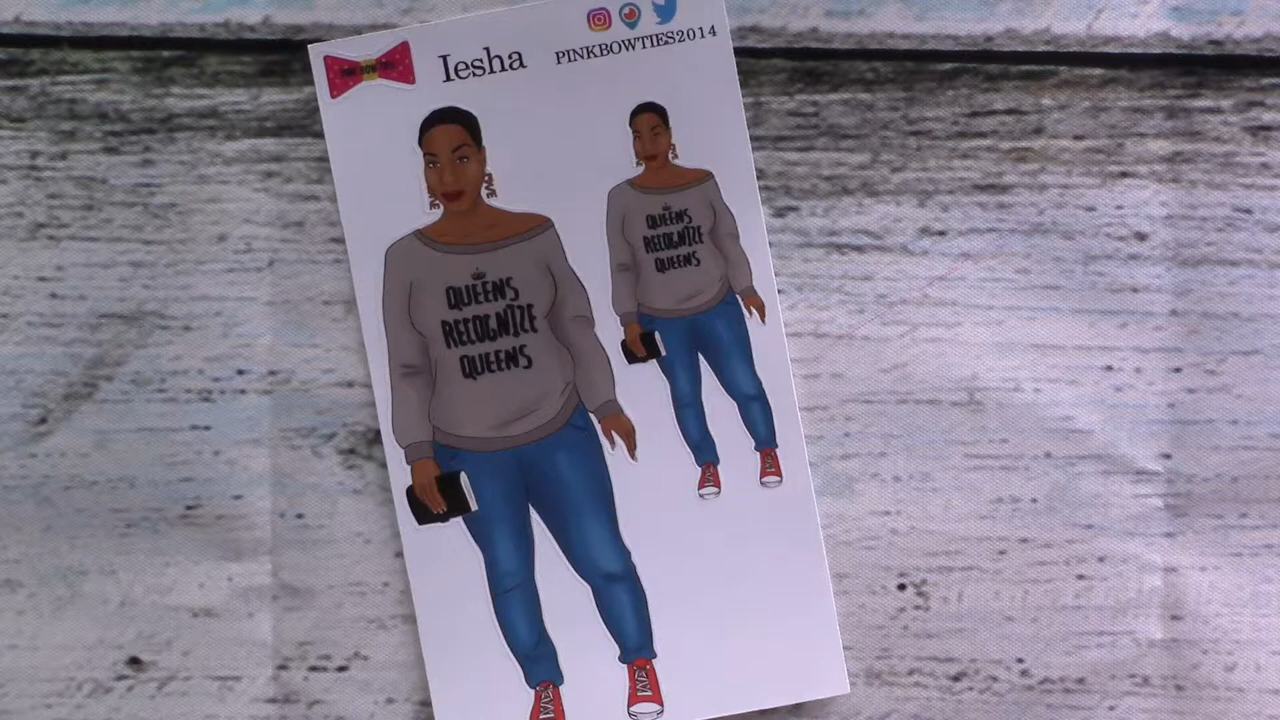 Iesha
PINKBOWTIES2014
QUEENS
RECOGNIZE
QUEENS
QUEENS
RECOGNIZE
QUEENS